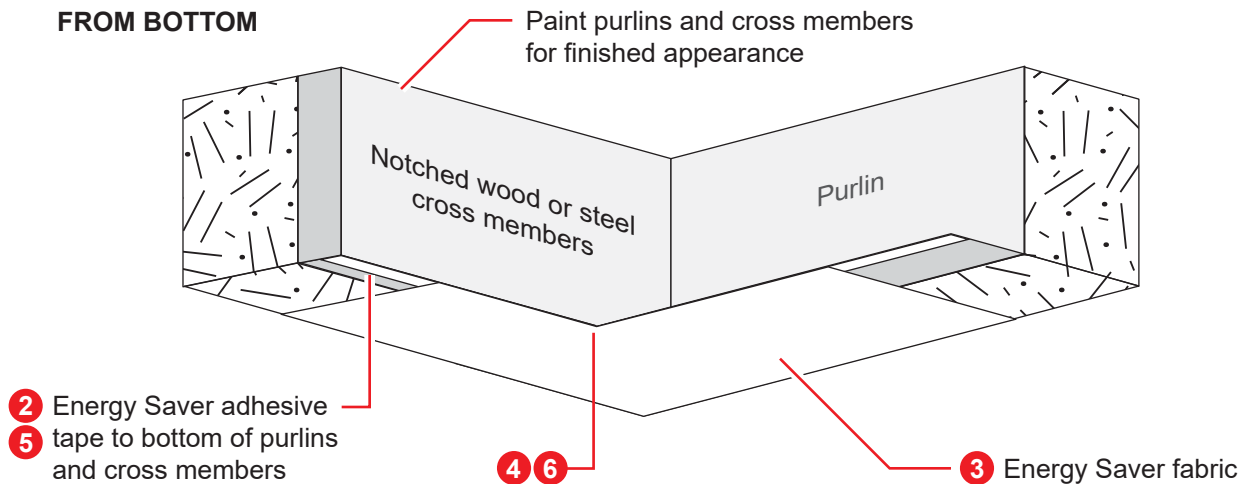 FROM BOTTOM
Paint purlins and cross members
for finished appearance
Notched wood or steel
cross members
Purlin
2 Energy Saver adhesive
5 tape to bottom of purlins
and cross members
4 6
3 Energy Saver fabric